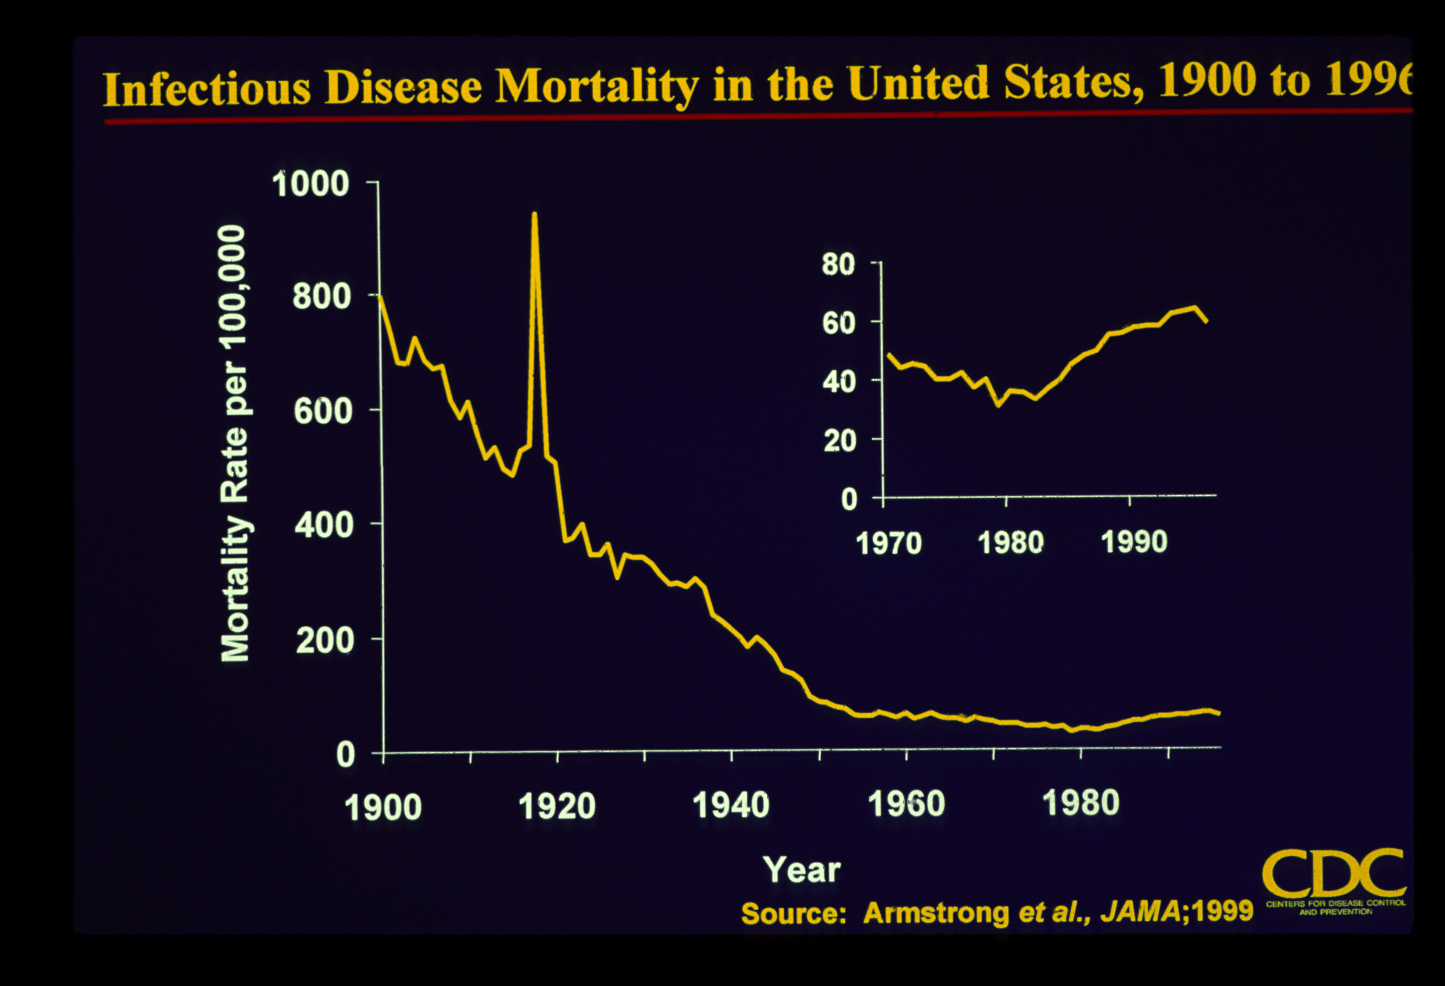 Infectious Disease Mortality in the United States, 1900 to 1996
Mortality Rate per 100,000
1000
800
600
400
200
0
1900 1920 1940 1960 1980
Year
80
60
40
20
0
1970 1980 1990
Source: Armstrong et al., JAMA;1999
CDC
CENTERS FOR DISEASE CONTROL
AND PREVENTION